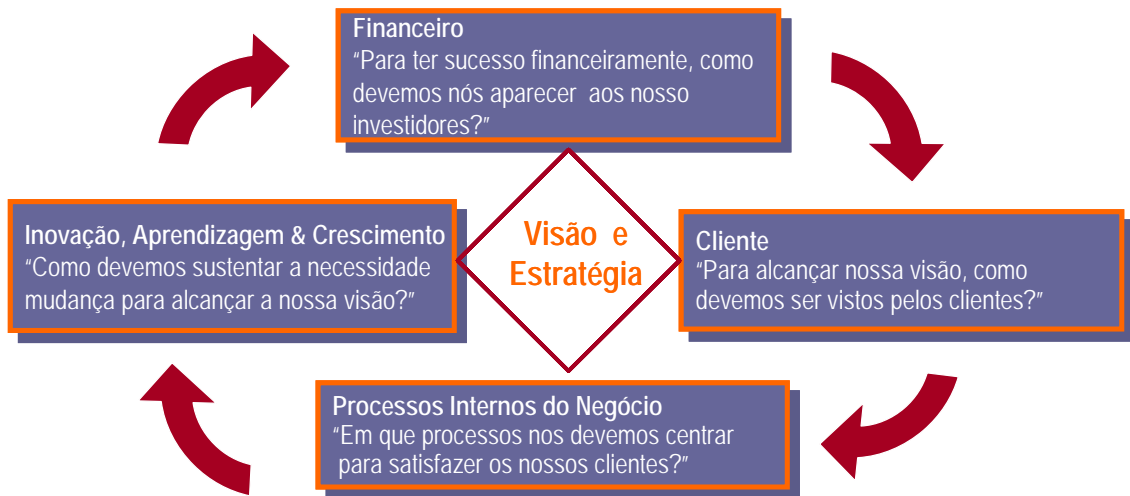 Financeiro
“Para ter sucesso financeiramente, como
devemos nós aparecer aos nosso
investidores?”
Inovação, Aprendizagem & Crescimento
“Como devemos sustentar a necessidade
mudança para alcançar a nossa visão?”
Visão e
Estratégia
Cliente
“Para alcançar nossa visão, como
devemos ser vistos pelos clientes?”
Processos Internos do Negócio
“Em que processos nos devemos centrar
para satisfazer os nossos clientes?”